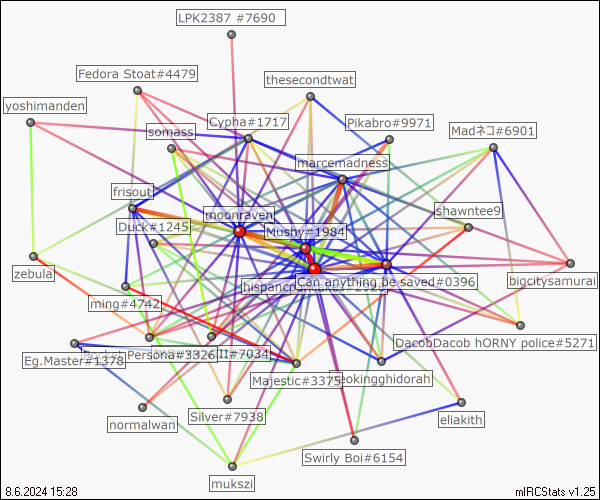 LPK2387 #7690
Fedora Stoat#4479
thesecondtwat
yoshimanden
Cypha#1717
Pikabro#9971
somass
Madネコ#6901
marcemadness
frisout
moonraven
shawntee9
Duck#1245
Mushy#1984
zebula
Can anything be saved#0396
bigcitysamurai
ming#4742
DacobDacob hORNY police#5271
Eg.Master#1378
Persona#3326
II#7034
Majestic#3375
eokingghidorah
normalwan
Silver#7938
eliakith
Swirly Boi#6154
mukszi
8.6.2024 15:28
mIRCStats v1.25